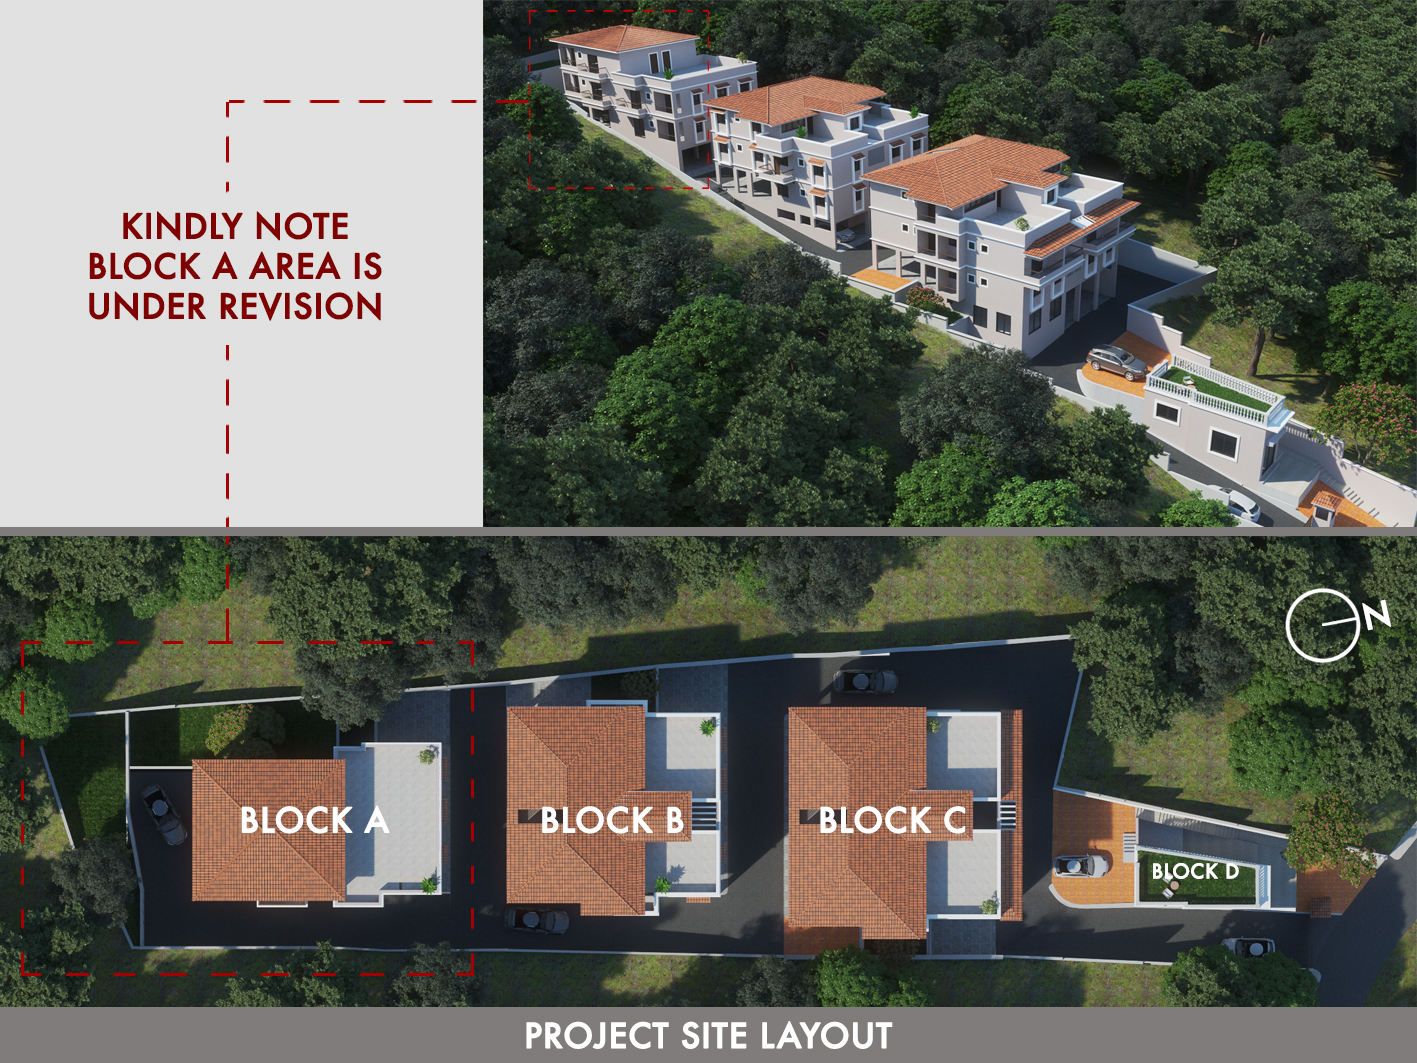 KINDLY NOTE
BLOCK A AREA IS
UNDER REVISION
N
BLOCK A
BLOCK B
BLOCK C
BLOCK D
PROJECT SITE LAYOUT